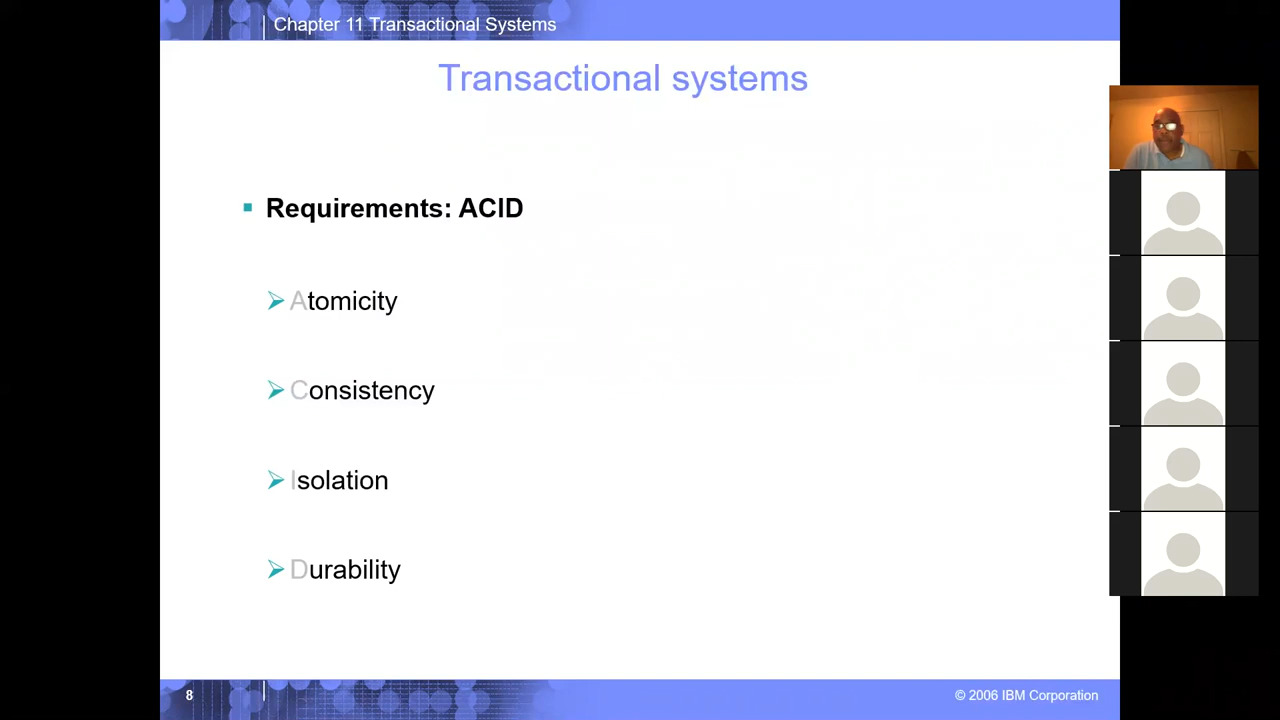 Chapter 11 Transactional Systems
Transactional systems
Requirements: ACID
Atomicity
Consistency
Isolation
Durability
8
© 2006 IBM Corporation